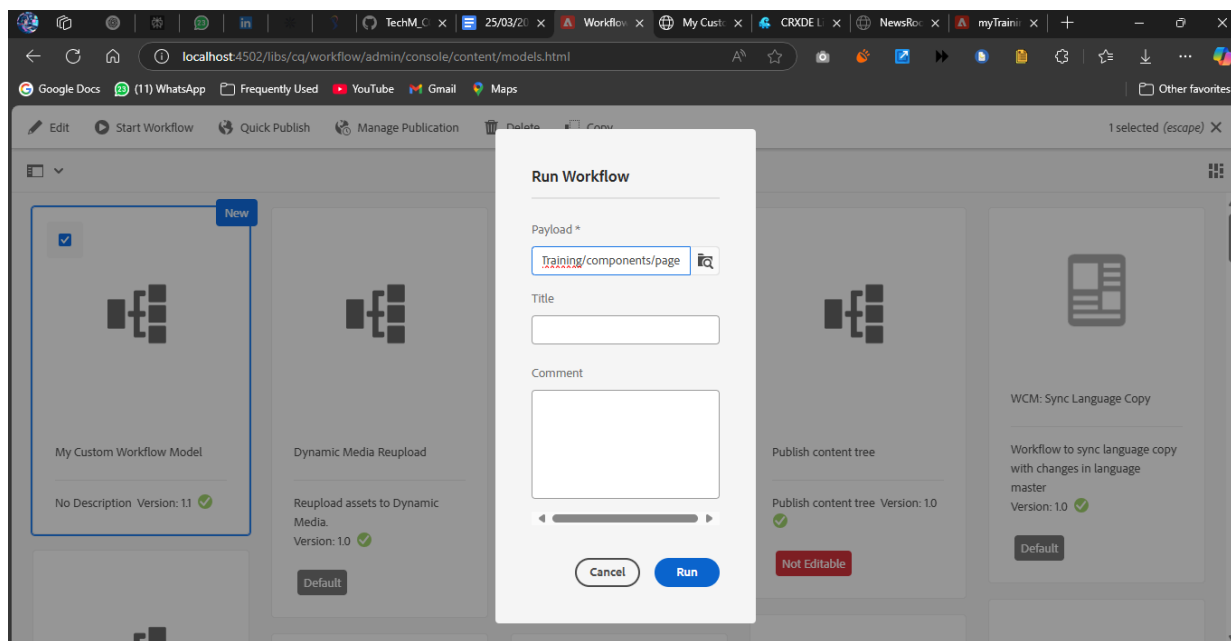 TechM_C
25/03/20
Workflow
My Custo
CRXDE Li
NewsRoo
myTrainin
localhost:4502/libs/cq/workflow/admin/console/content/models.html
Google Docs
(11) WhatsApp
Frequently Used
YouTube
Gmail
Maps
Other favorites
Edit
Start Workflow
Quick Publish
Manage Publication
Delete
Copy
1 selected (escape)
New
My Custom Workflow Model
No Description Version: 1.1
Dynamic Media Reupload
Reupload assets to Dynamic
Media.
Version: 1.0
Default
Run Workflow
Payload *
Training/components/page
Title
Comment
Cancel
Run
Publish content tree
Publish content tree Version: 1.0
Not Editable
WCM: Sync Language Copy
Workflow to sync language copy
with changes in language
master
Version: 1.0
Default